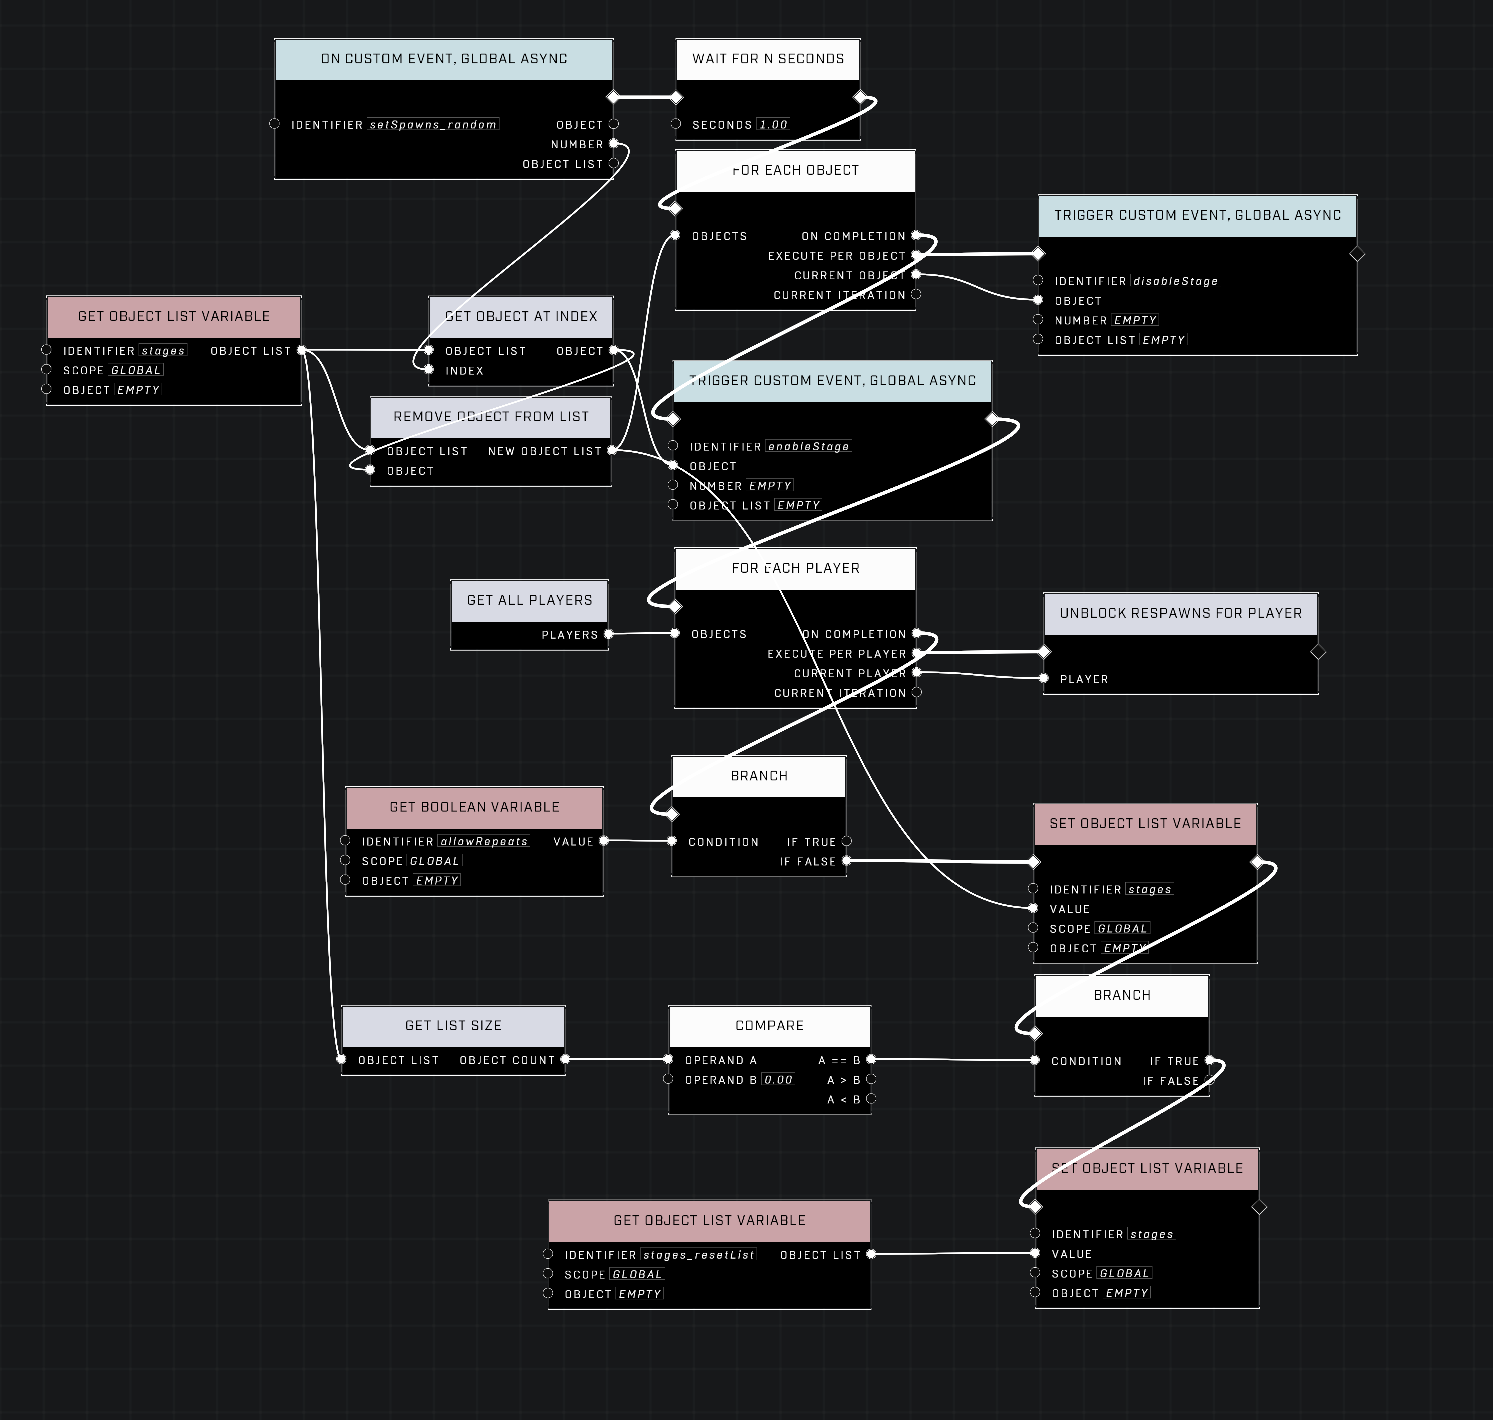 ON CUSTOM EVENT, GLOBAL ASYNC
IDENTIFIER setSpawns_random OBJECT
NUMBER
OBJECT LIST
WAIT FOR N SECONDS
SECONDS 1.00
FOR EACH OBJECT
OBJECTS ON COMPLETION
EXECUTE PER OBJECT
CURRENT OBJECT
CURRENT ITERATION
TRIGGER CUSTOM EVENT, GLOBAL ASYNC
IDENTIFIER disableStage
OBJECT
NUMBER EMPTY
OBJECT LIST EMPTY
GET OBJECT LIST VARIABLE
IDENTIFIER stages OBJECT LIST
SCOPE GLOBAL
OBJECT EMPTY
GET OBJECT AT INDEX
OBJECT LIST OBJECT
INDEX
REMOVE OBJECT FROM LIST
OBJECT LIST NEW OBJECT LIST
OBJECT
TRIGGER CUSTOM EVENT, GLOBAL ASYNC
IDENTIFIER enableStage
OBJECT
NUMBER EMPTY
OBJECT LIST EMPTY
GET ALL PLAYERS
PLAYERS
FOR EACH PLAYER
OBJECTS ON COMPLETION
EXECUTE PER PLAYER
CURRENT PLAYER
CURRENT ITERATION
UNBLOCK RESPAWNS FOR PLAYER
PLAYER
GET BOOLEAN VARIABLE
IDENTIFIER allowRepeats VALUE
SCOPE GLOBAL
OBJECT EMPTY
BRANCH
CONDITION IF TRUE
IF FALSE
SET OBJECT LIST VARIABLE
IDENTIFIER stages
VALUE
SCOPE GLOBAL
OBJECT EMPTY
GET LIST SIZE
OBJECT LIST OBJECT COUNT
COMPARE
OPERAND A A == B
OPERAND B 0.00 A > B
A < B
BRANCH
CONDITION IF TRUE
IF FALSE
GET OBJECT LIST VARIABLE
IDENTIFIER stages_resetList OBJECT LIST
SCOPE GLOBAL
OBJECT EMPTY
SET OBJECT LIST VARIABLE
IDENTIFIER stages
VALUE
SCOPE GLOBAL
OBJECT EMPTY